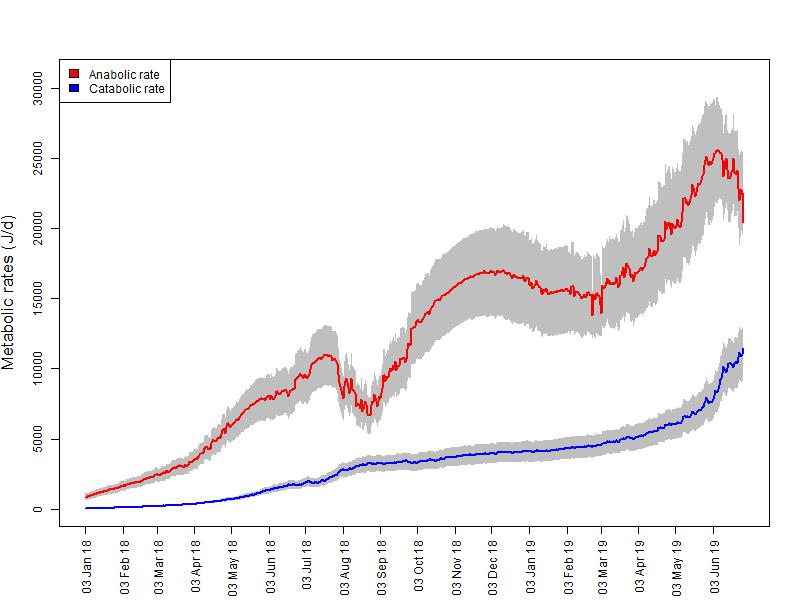 Anabolic rate
Catabolic rate
Metabolic rates (J/d)
30000
25000
20000
15000
10000
5000
0
03 Jan 18
03 Feb 18
03 Mar 18
03 Apr 18
03 May 18
03 Jun 18
03 Jul 18
03 Aug 18
03 Sep 18
03 Oct 18
03 Nov 18
03 Dec 18
03 Jan 19
03 Feb 19
03 Mar 19
03 Apr 19
03 May 19
03 Jun 19